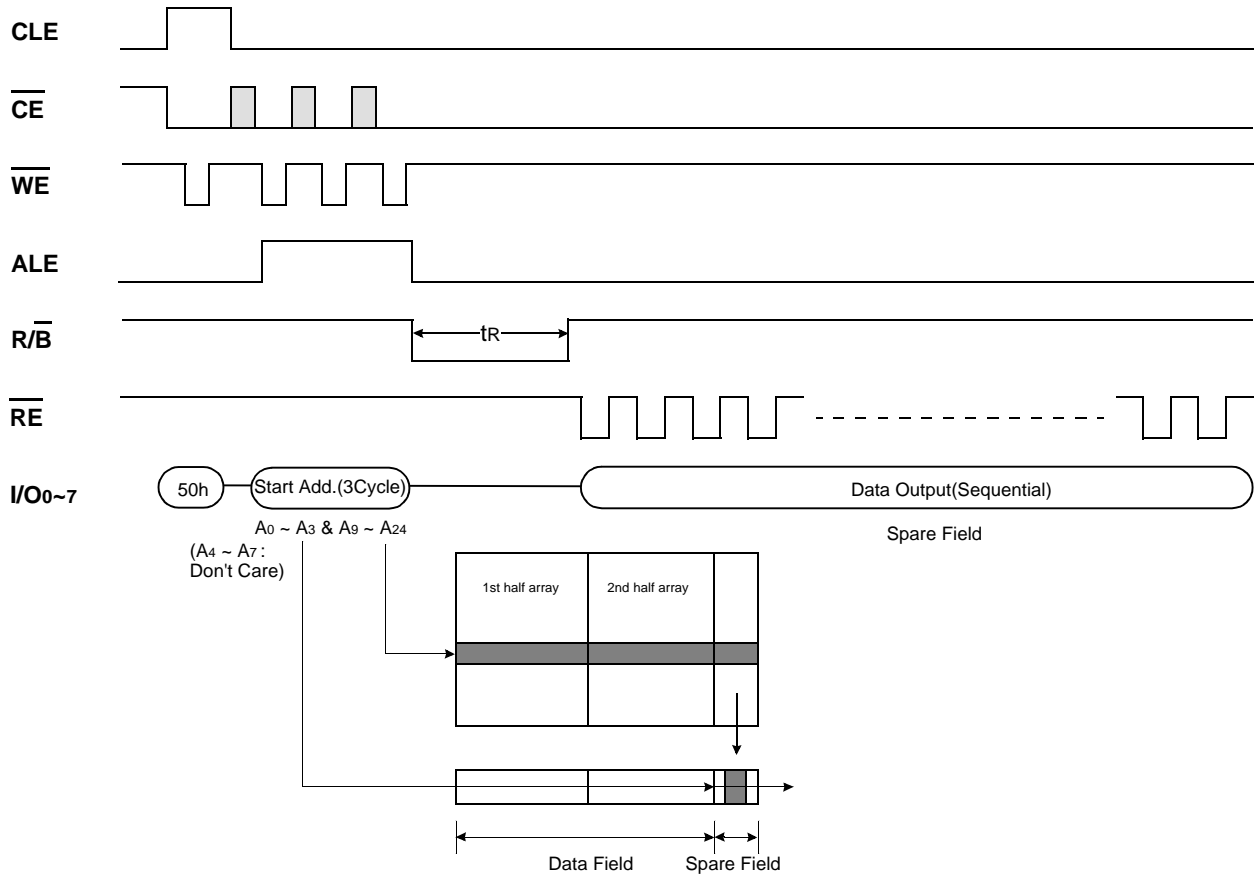 CLE
CE
WE
ALE
R/B
tR
RE
I/O0~7
50h
Start Add.(3Cycle)
Data Output(Sequential)
A0 ~ A3 & A9 ~ A24
Spare Field
(A4 ~ A7 :
Don't Care)
1st half array
2nd half array
Data Field
Spare Field